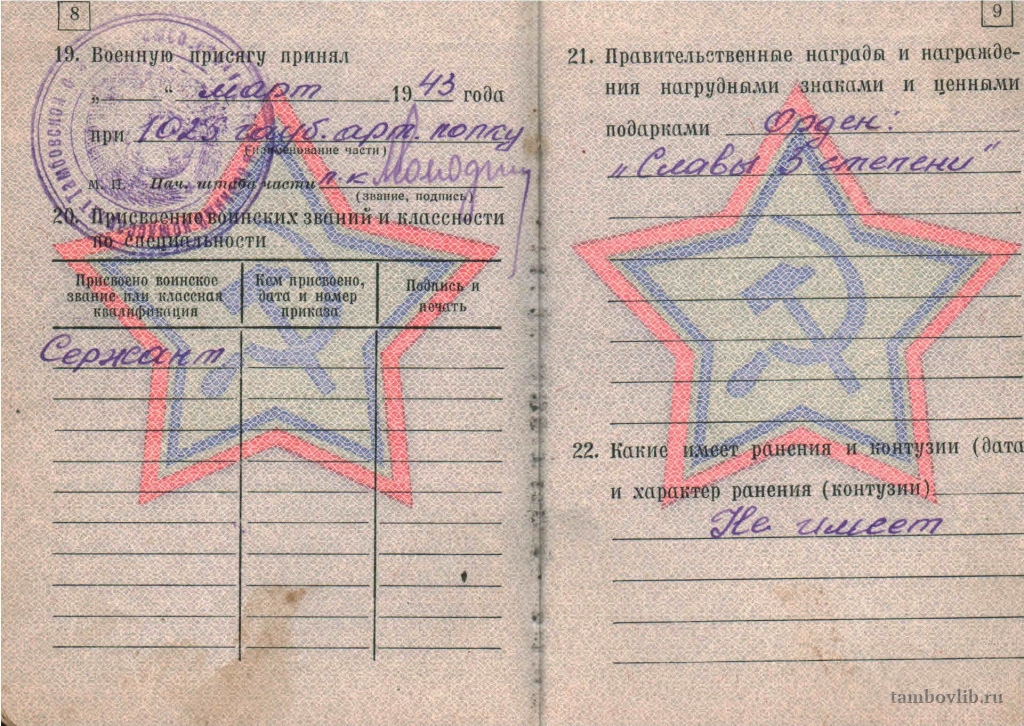 8
19. Военную присягу принял
„ “ март 1943 года
при 1025 гауб. арт. полку
(наименование части)
М. П. Нач. штаба части п-к
(звание, подпись)
20. Присвоение воинских званий и классности
по специальности
Присвоено воинское
звание или классная
квалификация
Кем присвоено,
дата и номер
приказа
Подпись и
печать
Сержант
9
21. Правительственные награды и награжде-
ния нагрудными знаками и ценными
подарками Орден:
„Славы 3 степени“
22. Какие имеет ранения и контузии (дата
и характер ранения (контузии)
Не имеет
tambovlib.ru